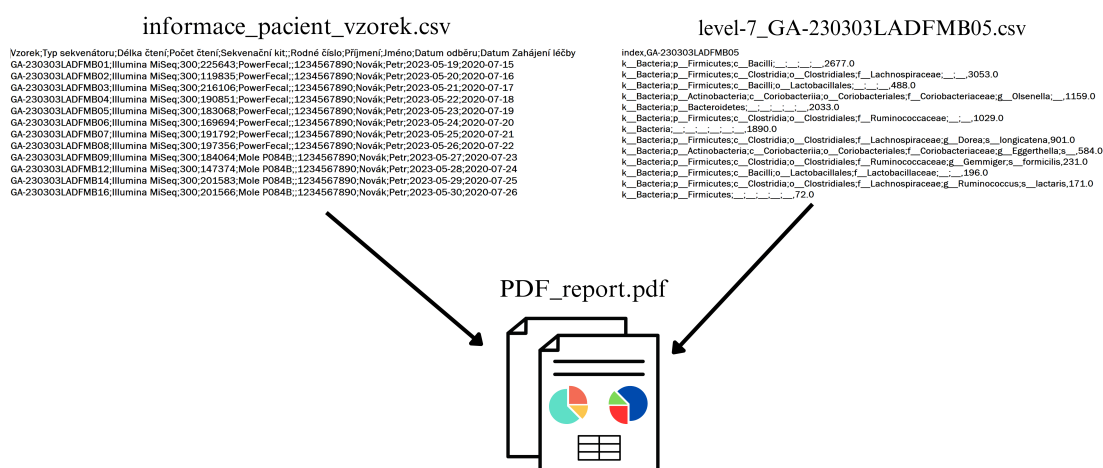 informace_pacient_vzorek.csv
Vzorek;Typ sekvenátoru;Délka čtení;Počet čtení;Sekvenační kit;;Rodné číslo;Příjmení;Jméno;Datum odběru;Datum Zahájení léčby
GA-230303LADFMB01;Illumina MiSeq;300;225643;PowerFecal;;1234567890;Novák;Petr;2023-05-19;2020-07-15
GA-230303LADFMB02;Illumina MiSeq;300;119835;PowerFecal;;1234567890;Novák;Petr;2023-05-20;2020-07-16
GA-230303LADFMB03;Illumina MiSeq;300;216106;PowerFecal;;1234567890;Novák;Petr;2023-05-21;2020-07-17
GA-230303LADFMB04;Illumina MiSeq;300;190851;PowerFecal;;1234567890;Novák;Petr;2023-05-22;2020-07-18
GA-230303LADFMB05;Illumina MiSeq;300;183068;PowerFecal;;1234567890;Novák;Petr;2023-05-23;2020-07-19
GA-230303LADFMB06;Illumina MiSeq;300;169694;PowerFecal;;1234567890;Novák;Petr;2023-05-24;2020-07-20
GA-230303LADFMB07;Illumina MiSeq;300;191792;PowerFecal;;1234567890;Novák;Petr;2023-05-25;2020-07-21
GA-230303LADFMB08;Illumina MiSeq;300;197356;PowerFecal;;1234567890;Novák;Petr;2023-05-26;2020-07-22
GA-230303LADFMB09;Illumina MiSeq;300;184064;Mole P084B;;1234567890;Novák;Petr;2023-05-27;2020-07-23
GA-230303LADFMB12;Illumina MiSeq;300;147374;Mole P084B;;1234567890;Novák;Petr;2023-05-28;2020-07-24
GA-230303LADFMB14;Illumina MiSeq;300;201583;Mole P084B;;1234567890;Novák;Petr;2023-05-29;2020-07-25
GA-230303LADFMB16;Illumina MiSeq;300;201566;Mole P084B;;1234567890;Novák;Petr;2023-05-30;2020-07-26
level-7_GA-230303LADFMB05.csv
index,GA-230303LADFMB05
k__Bacteria;p__Firmicutes;c__Bacilli;__;__;__;__,2677.0
k__Bacteria;p__Firmicutes;c__Clostridia;o__Clostridiales;f__Lachnospiraceae;__;__,3053.0
k__Bacteria;p__Firmicutes;c__Bacilli;o__Lactobacillales;__;__;__,488.0
k__Bacteria;p__Actinobacteria;c__Coriobacteriia;o__Coriobacteriales;f__Coriobacteriaceae;g__Olsenella;__,1159.0
k__Bacteria;p__Bacteroidetes;__;__;__;__;__,2033.0
k__Bacteria;p__Firmicutes;c__Clostridia;o__Clostridiales;f__Ruminococcaceae;__;__,1029.0
k__Bacteria;__;__;__;__;__;__,1890.0
k__Bacteria;p__Firmicutes;c__Clostridia;o__Clostridiales;f__Lachnospiraceae;g__Dorea;s__longicatena,901.0
k__Bacteria;p__Actinobacteria;c__Coriobacteriia;o__Coriobacteriales;f__Coriobacteriaceae;g__Eggerthella;s__,584.0
k__Bacteria;p__Firmicutes;c__Clostridia;o__Clostridiales;f__Ruminococcaceae;g__Gemmiger;s__formicilis,231.0
k__Bacteria;p__Firmicutes;c__Bacilli;o__Lactobacillales;f__Lactobacillaceae;__;__,196.0
k__Bacteria;p__Firmicutes;c__Clostridia;o__Clostridiales;f__Lachnospiraceae;g__Ruminococcus;s__lactaris,171.0
k__Bacteria;p__Firmicutes;__;__;__;__;__,72.0
PDF_report.pdf